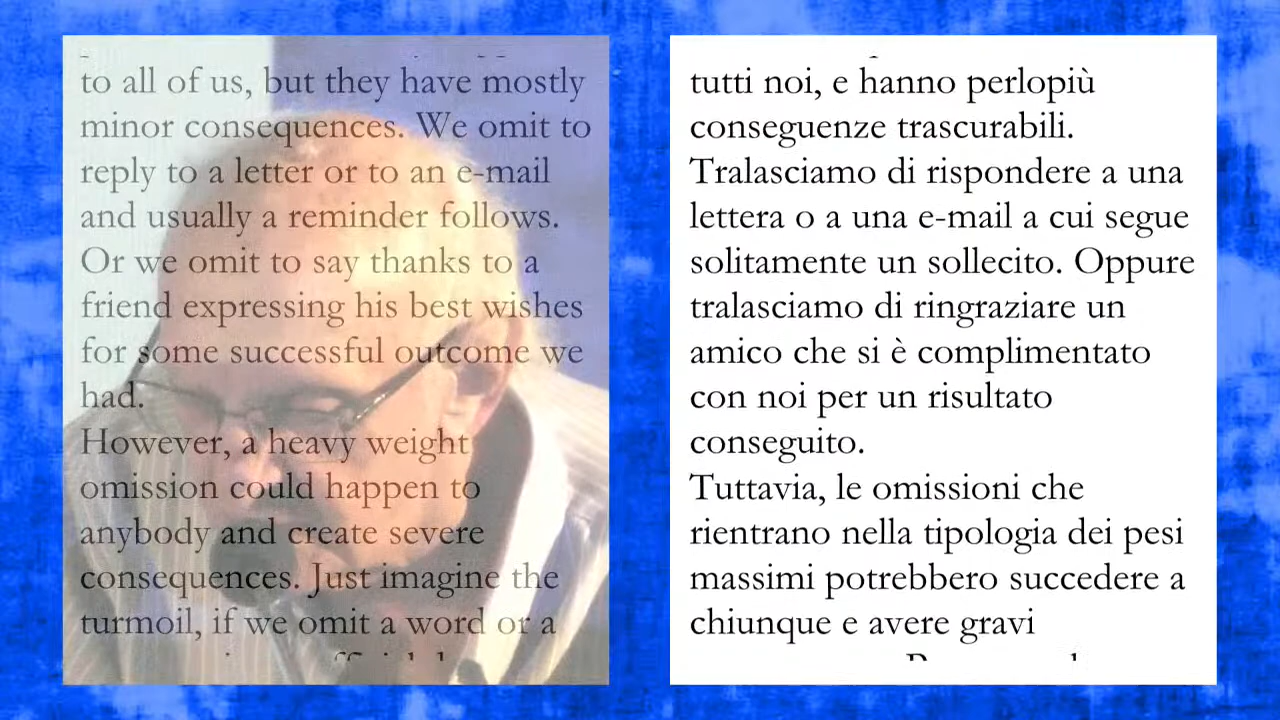 to all of us, but they have mostly
minor consequences. We omit to
reply to a letter or to an e-mail
and usually a reminder follows.
Or we omit to say thanks to a
friend expressing his best wishes
for some successful outcome we
had.
However, a heavy weight
omission could happen to
anybody and create severe
consequences. Just imagine the
turmoil, if we omit a word or a
tutti noi, e hanno perlopiù
conseguenze trascurabili.
Tralasciamo di rispondere a una
lettera o a una e-mail a cui segue
solitamente un sollecito. Oppure
tralasciamo di ringraziare un
amico che si è complimentato
con noi per un risultato
conseguito.
Tuttavia, le omissioni che
rientrano nella tipologia dei pesi
massimi potrebbero succedere a
chiunque e avere gravi